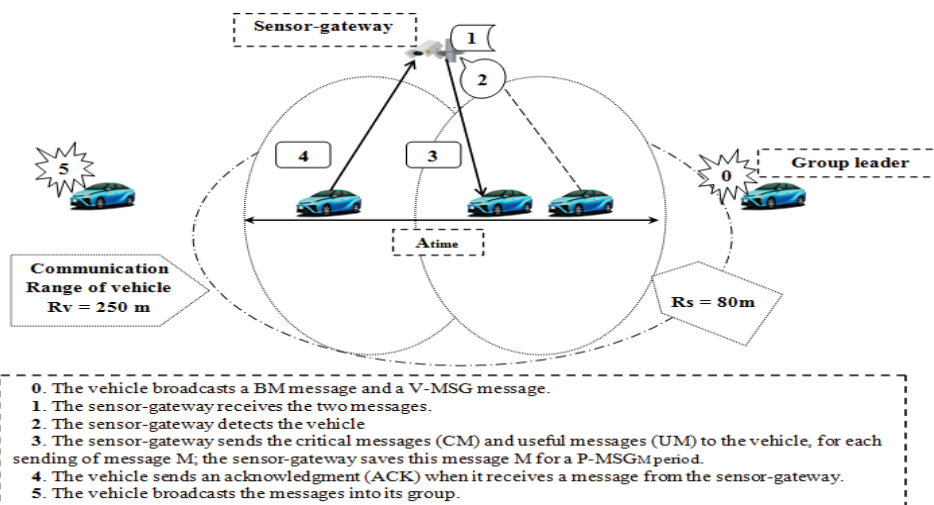 Sensor-gateway
1
2
5
4
3
0
Group leader
Atime
Communication
Range of vehicle
Rv = 250 m
Rs = 80m
0. The vehicle broadcasts a BM message and a V-MSG message.
1. The sensor-gateway receives the two messages.
2. The sensor-gateway detects the vehicle
3. The sensor-gateway sends the critical messages (CM) and useful messages (UM) to the vehicle, for each
sending of message M; the sensor-gateway saves this message M for a P-MSGM period.
4. The vehicle sends an acknowledgment (ACK) when it receives a message from the sensor-gateway.
5. The vehicle broadcasts the messages into its group.